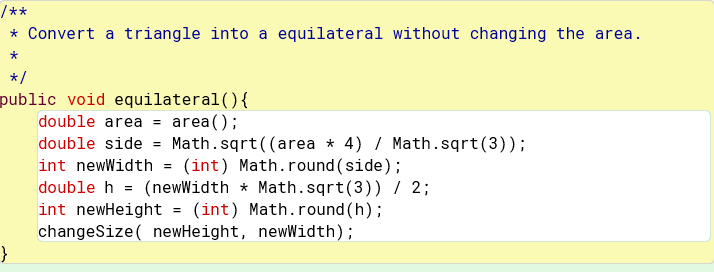 /**
 * Convert a triangle into a equilateral without changing the area.
 *
 */
public void equilateral(){
    double area = area();
    double side = Math.sqrt((area * 4) / Math.sqrt(3));
    int newWidth = (int) Math.round(side);
    double h = (newWidth * Math.sqrt(3)) / 2;
    int newHeight = (int) Math.round(h);
    changeSize( newHeight, newWidth);
}